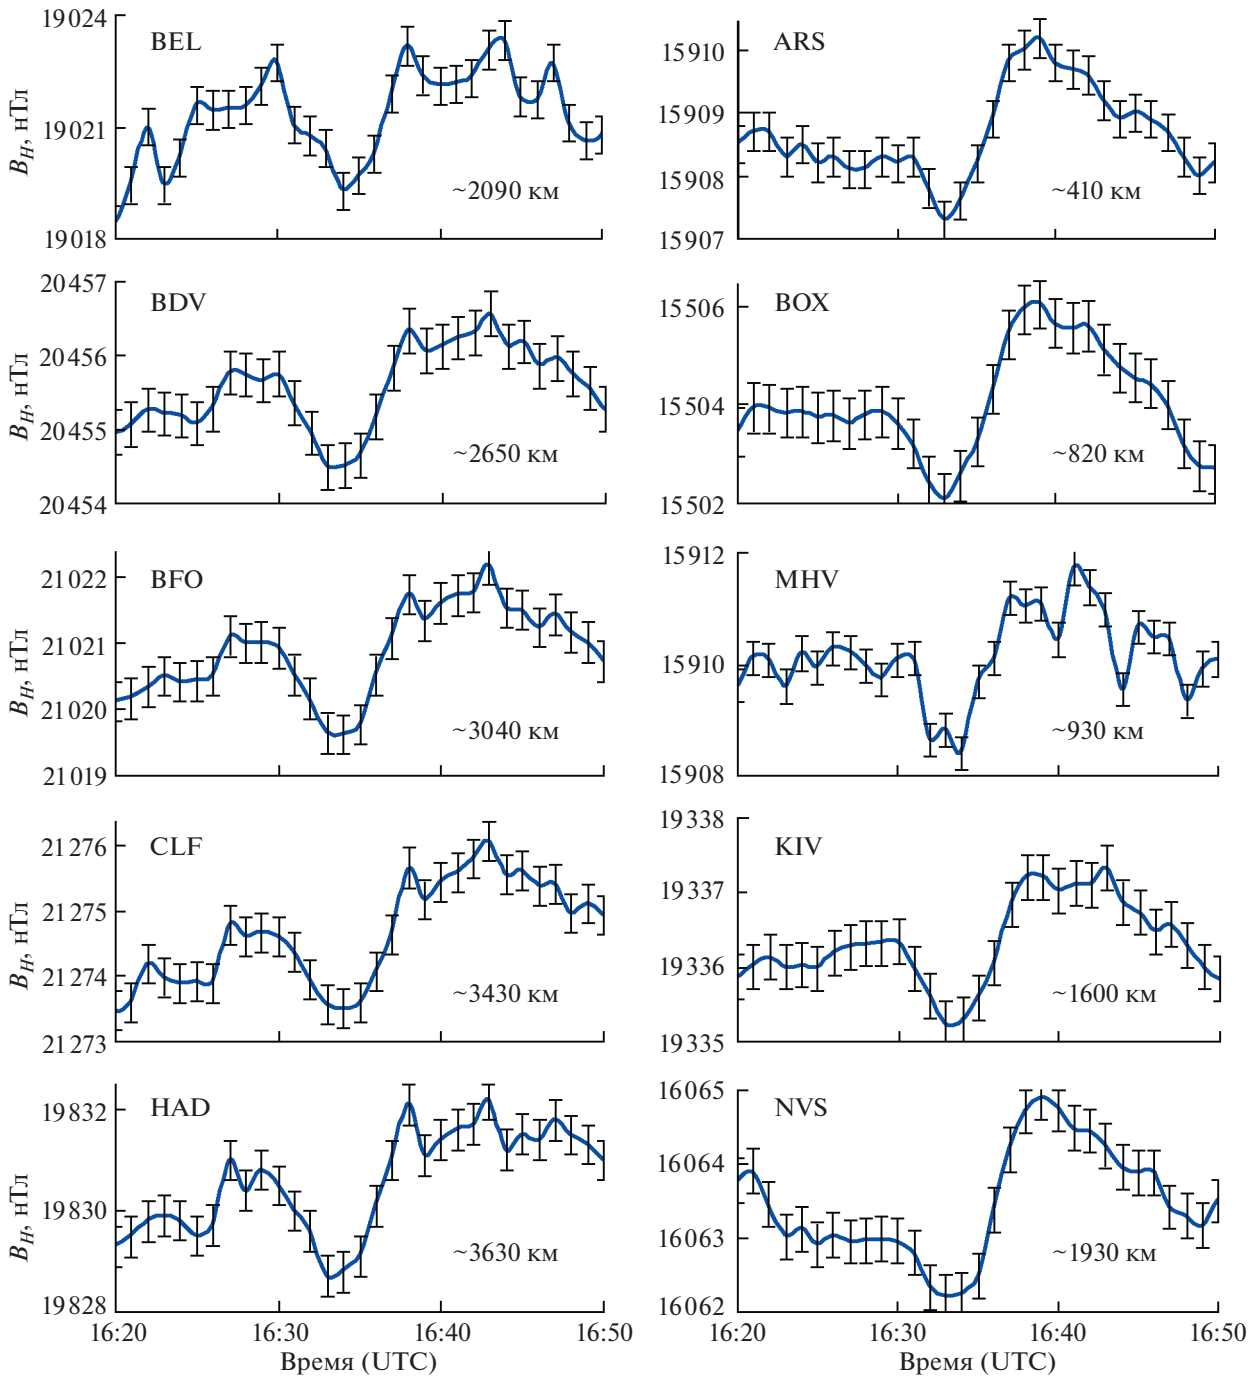 19024
BEL
19021
B_H, нТл
~2090 км
19018
20457
BDV
20456
B_H, нТл
20455
~2650 км
20454
21022
BFO
21021
B_H, нТл
21020
~3040 км
21019
21276
CLF
21275
B_H, нТл
21274
~3430 км
21273
19832
HAD
19830
B_H, нТл
~3630 км
19828
16:20 16:30 16:40 16:50
Время (UTC)
15910
ARS
15909
15908
~410 км
15907
15506
BOX
15504
~820 км
15502
15912
MHV
15910
~930 км
15908
19338
KIV
19337
19336
~1600 км
19335
16065
NVS
16064
16063
~1930 км
16062
16:20 16:30 16:40 16:50
Время (UTC)